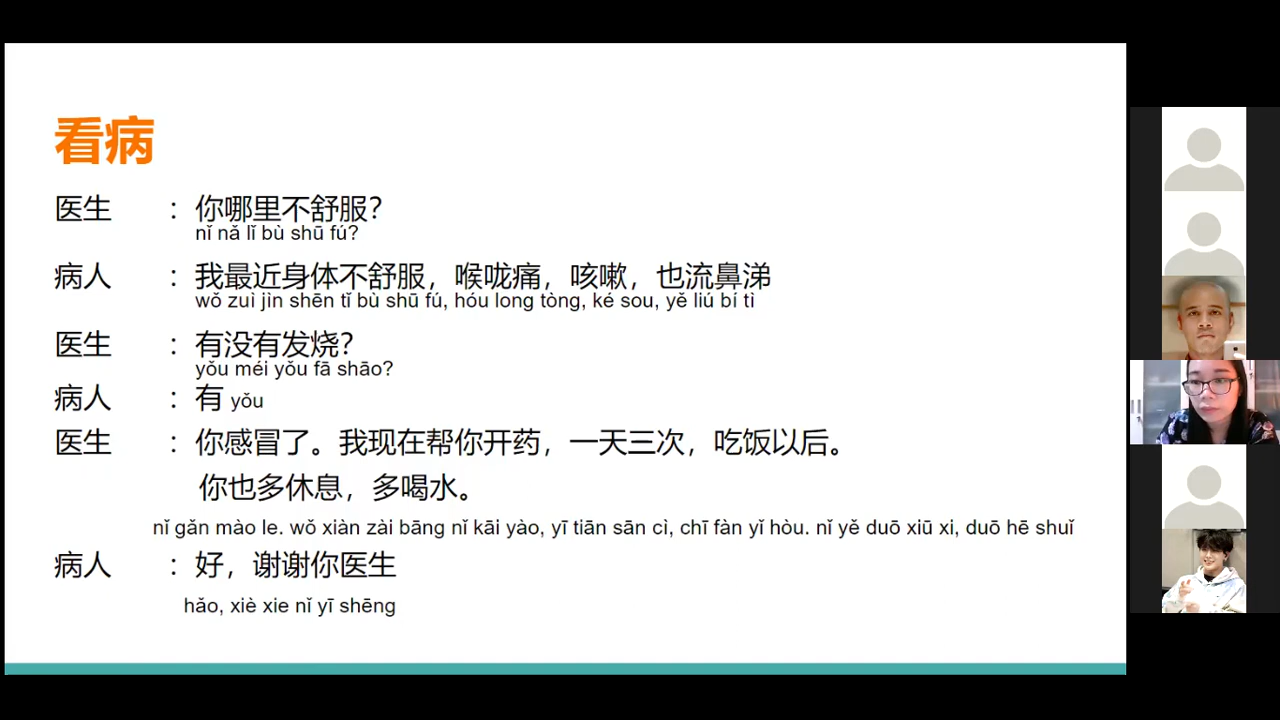 看病
医生 : 你哪里不舒服?
nǐ nǎ lǐ bù shū fú?
病人 : 我最近身体不舒服，喉咙痛，咳嗽，也流鼻涕
wǒ zuì jìn shēn tǐ bù shū fú, hóu long tòng, ké sou, yě liú bí tì
医生 : 有没有发烧?
yǒu méi yǒu fā shāo?
病人 : 有 yǒu
医生 : 你感冒了。我现在帮你开药，一天三次，吃饭以后。
你也多休息，多喝水。
nǐ gǎn mào le. wǒ xiàn zài bāng nǐ kāi yào, yī tiān sān cì, chī fàn yǐ hòu. nǐ yě duō xiū xi, duō hē shuǐ
病人 : 好，谢谢你医生
hǎo, xiè xie nǐ yī shēng